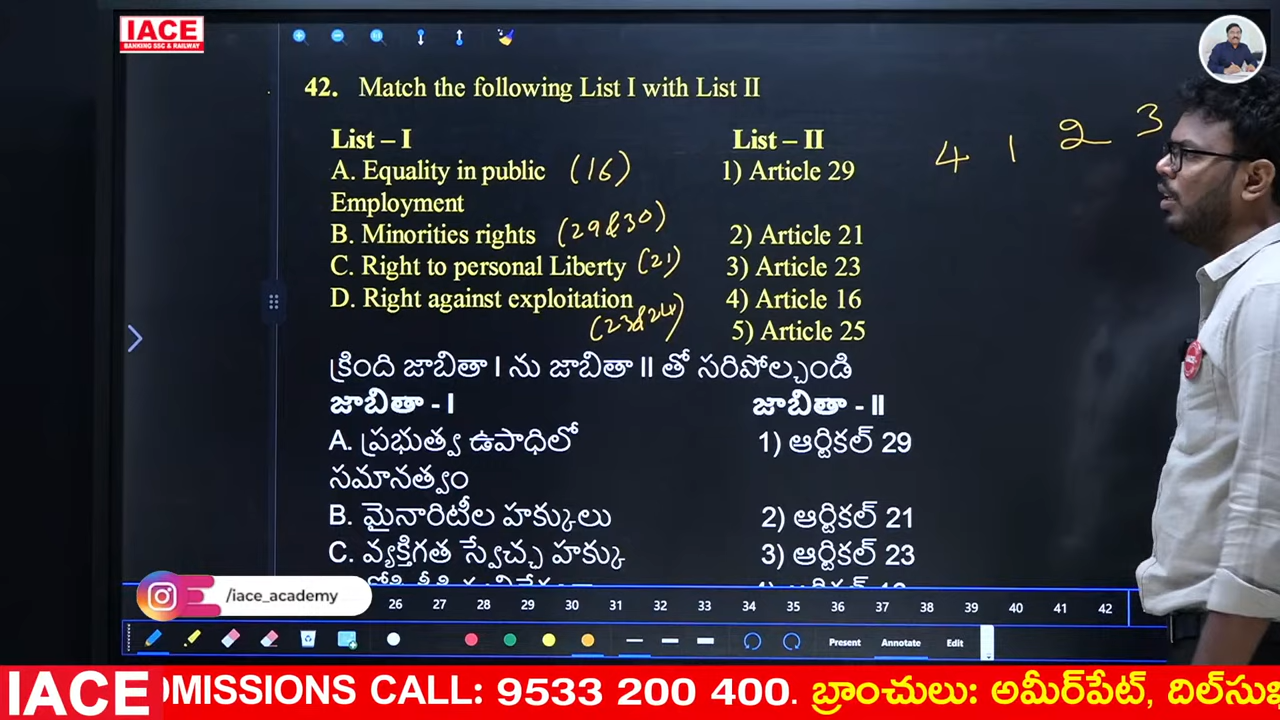 IACE
BANKING SSC & RAILWAY
42. Match the following List I with List II
List – I List – II
A. Equality in public (16) 1) Article 29
Employment
B. Minorities rights (29&30) 2) Article 21
C. Right to personal Liberty (21) 3) Article 23
D. Right against exploitation (23&24) 4) Article 16
5) Article 25
4 1 2 3
క్రింది జాబితా I ను జాబితా II తో సరిపోల్చండి
జాబితా - I జాబితా - II
A. ప్రభుత్వ ఉపాధిలో 1) ఆర్టికల్ 29
సమానత్వం
B. మైనారిటీల హక్కులు 2) ఆర్టికల్ 21
C. వ్యక్తిగత స్వేచ్ఛ హక్కు 3) ఆర్టికల్ 23
/iace_academy
26 27 28 29 30 31 32 33 34 35 36 37 38 39 40 41 42
Present Annotate Edit
IACE DMISSIONS CALL: 9533 200 400. బ్రాంచులు: అమీర్‌పేట్, దిల్‌సుఖ